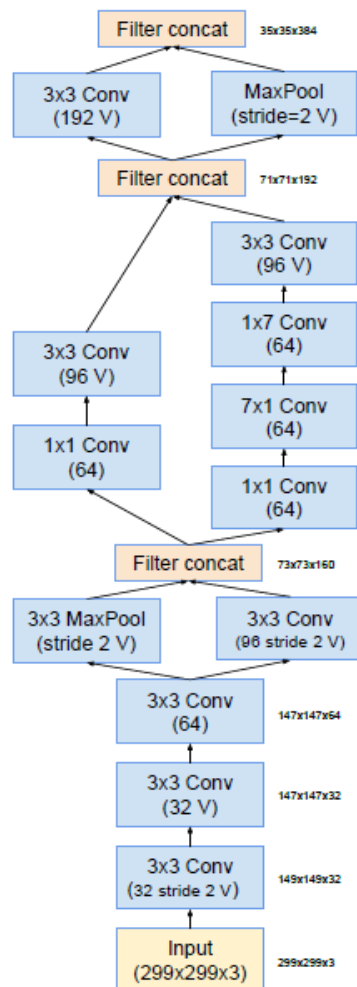 Filter concat
35x35x384
3x3 Conv
(192 V)
MaxPool
(stride=2 V)
Filter concat
71x71x192
3x3 Conv
(96 V)
1x7 Conv
(64)
3x3 Conv
(96 V)
7x1 Conv
(64)
1x1 Conv
(64)
1x1 Conv
(64)
Filter concat
73x73x160
3x3 MaxPool
(stride 2 V)
3x3 Conv
(96 stride 2 V)
3x3 Conv
(64)
147x147x64
3x3 Conv
(32 V)
147x147x32
3x3 Conv
(32 stride 2 V)
149x149x32
Input
(299x299x3)
299x299x3